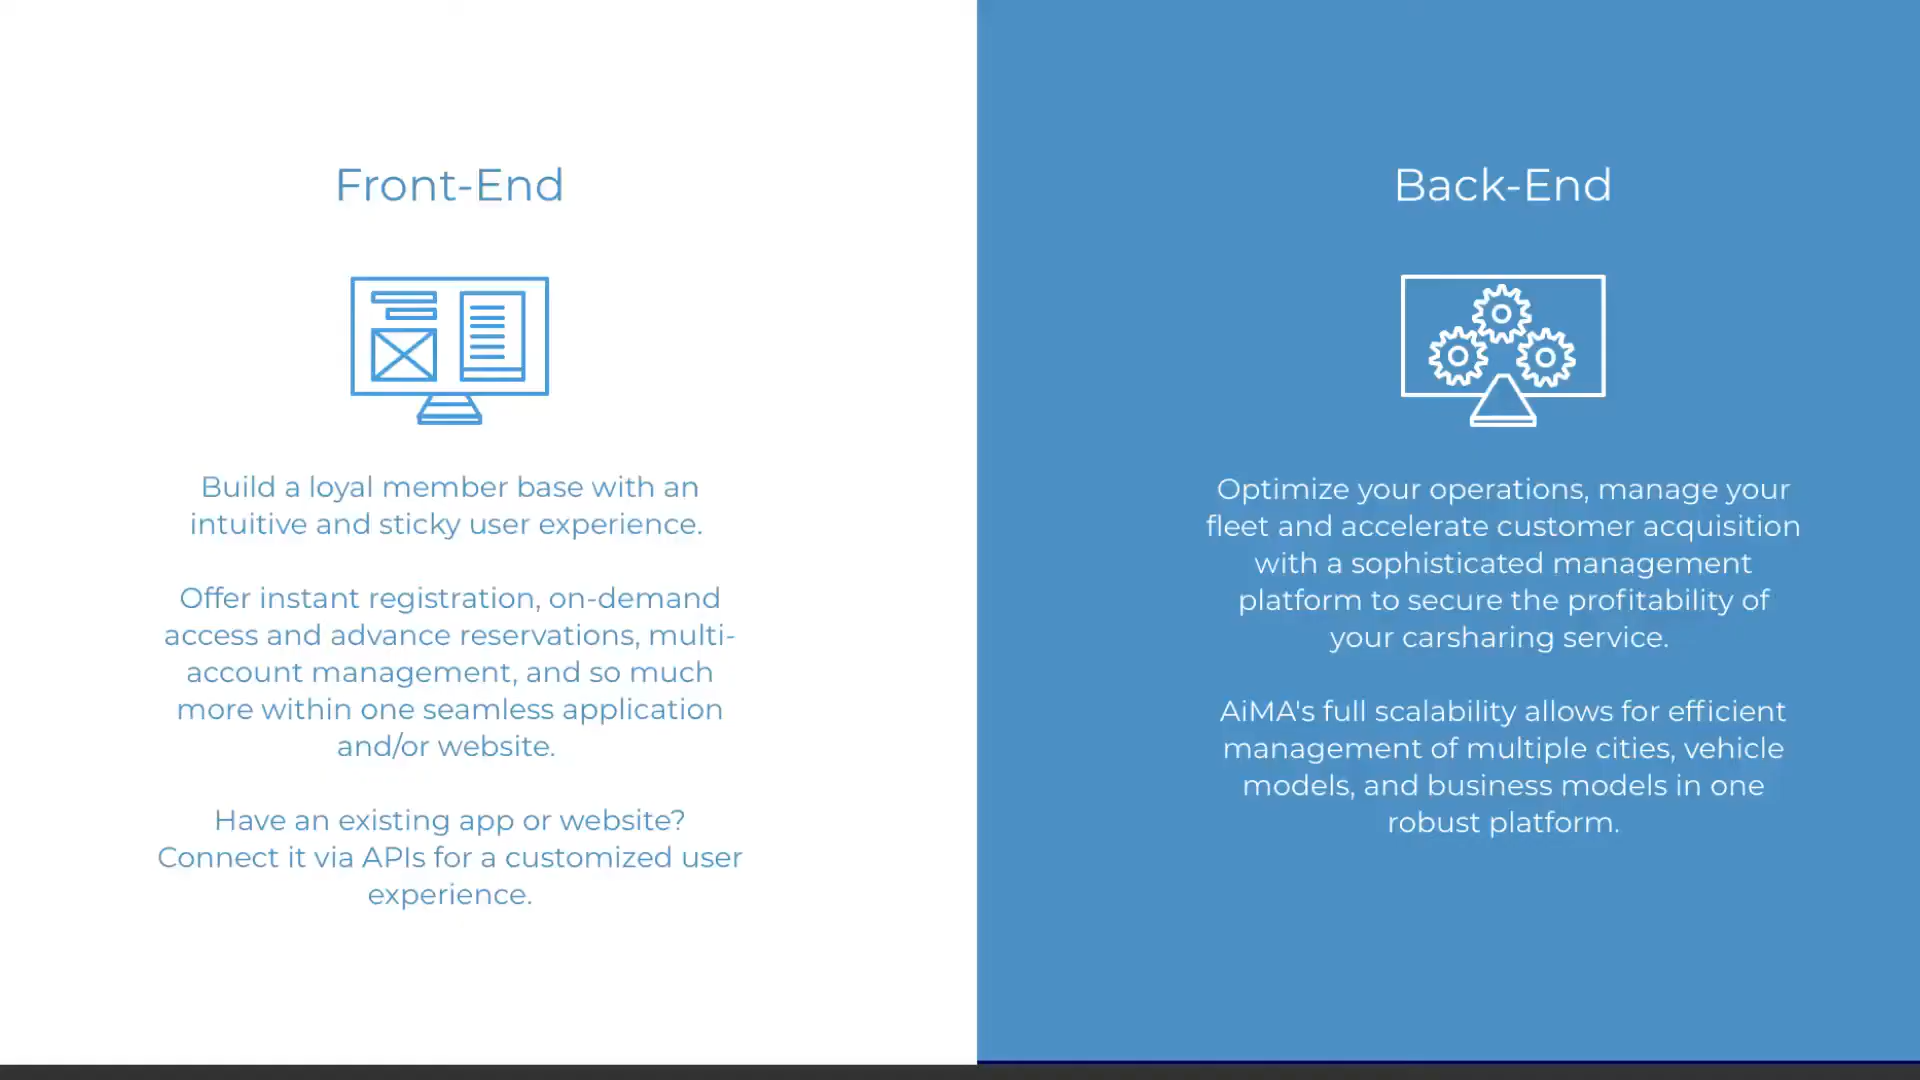 Front-End
Build a loyal member base with an
intuitive and sticky user experience.
Offer instant registration, on-demand
access and advance reservations, multi-
account management, and so much
more within one seamless application
and/or website.
Have an existing app or website?
Connect it via APIs for a customized user
experience.
Back-End
Optimize your operations, manage your
fleet and accelerate customer acquisition
with a sophisticated management
platform to secure the profitability of
your carsharing service.
AiMA's full scalability allows for efficient
management of multiple cities, vehicle
models, and business models in one
robust platform.